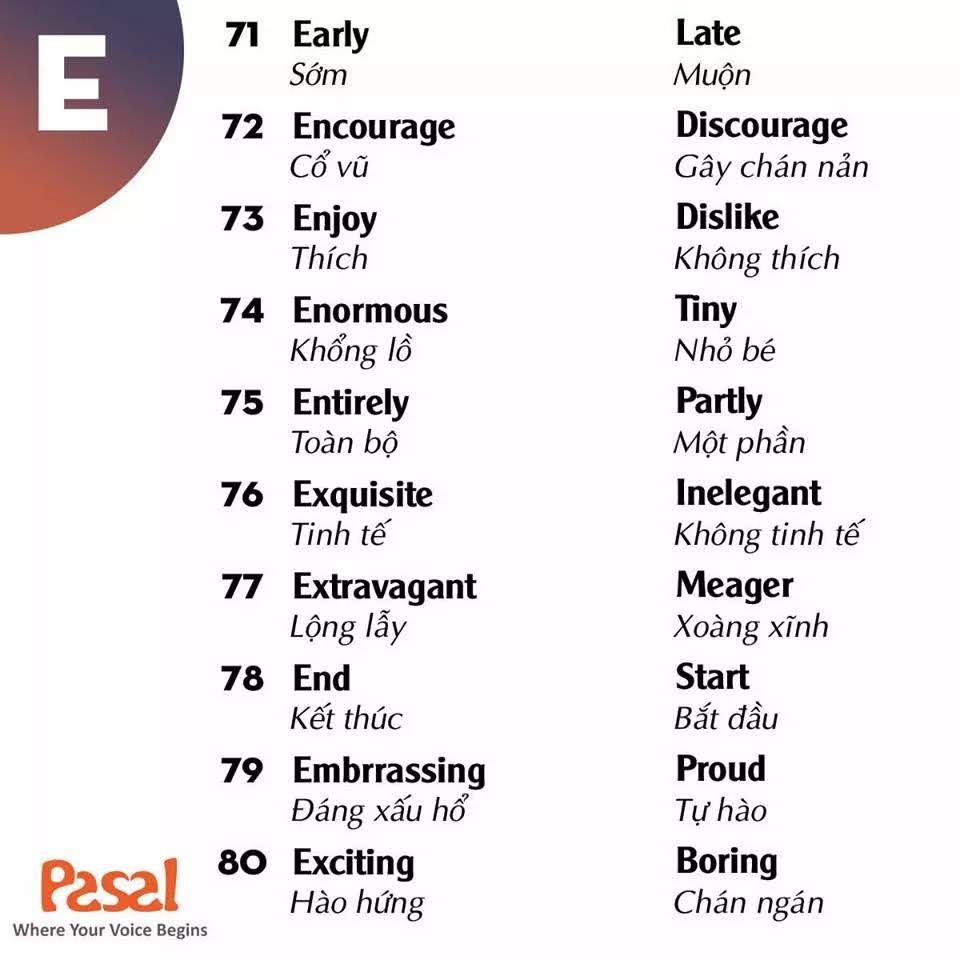 E
71 Early Late
Sớm Muộn
72 Encourage Discourage
Cổ vũ Gây chán nản
73 Enjoy Dislike
Thích Không thích
74 Enormous Tiny
Khổng lồ Nhỏ bé
75 Entirely Partly
Toàn bộ Một phần
76 Exquisite Inelegant
Tinh tế Không tinh tế
77 Extravagant Meager
Lộng lẫy Xoàng xĩnh
78 End Start
Kết thúc Bắt đầu
79 Embrrassing Proud
Đáng xấu hổ Tự hào
80 Exciting Boring
Hào hứng Chán ngán
Pasal
Where Your Voice Begins